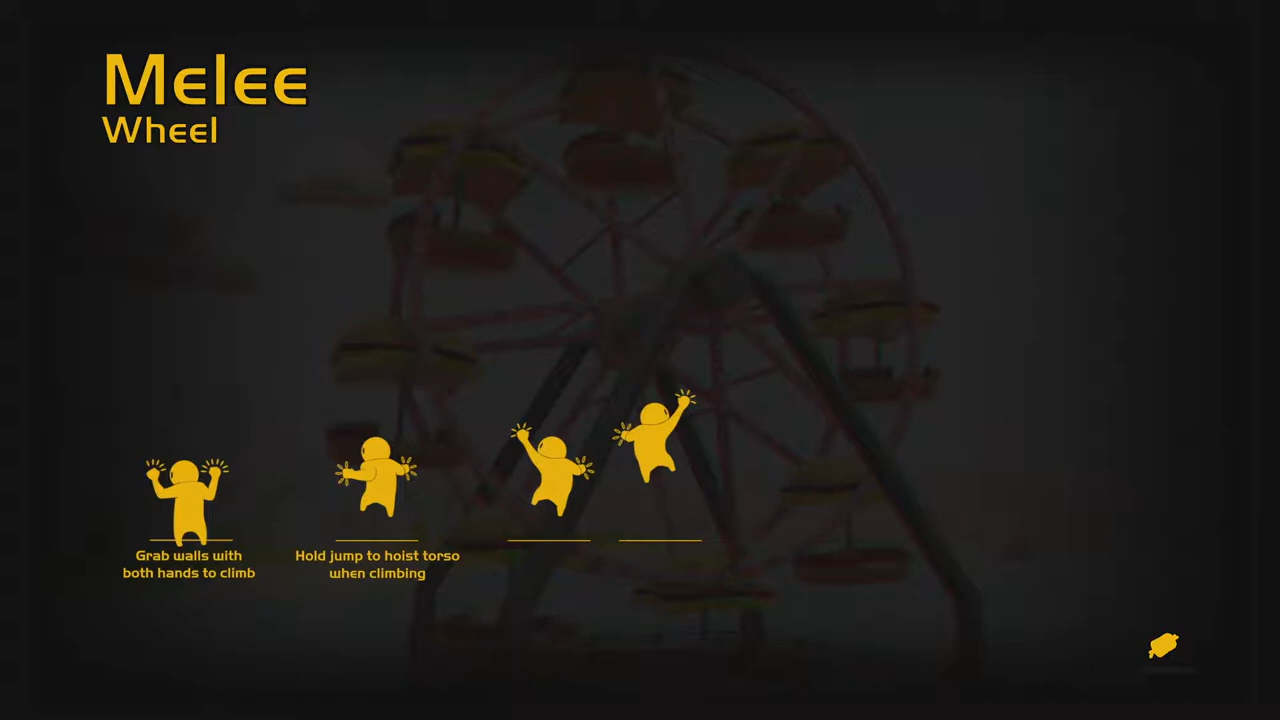 Melee
Wheel
Grab walls with
both hands to climb
Hold jump to hoist torso
when climbing